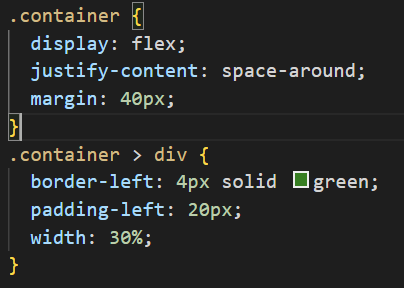 .container {
  display: flex;
  justify-content: space-around;
  margin: 40px;
}
.container > div {
  border-left: 4px solid green;
  padding-left: 20px;
  width: 30%;
}